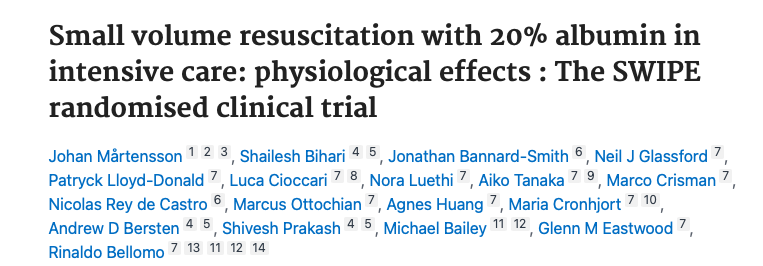 Small volume resuscitation with 20% albumin in
intensive care: physiological effects : The SWIPE
randomised clinical trial
Johan Mårtensson 1 2 3, Shailesh Bihari 4 5, Jonathan Bannard-Smith 6, Neil J Glassford 7,
Patryck Lloyd-Donald 7, Luca Cioccari 7 8, Nora Luethi 7, Aiko Tanaka 7 9, Marco Crisman 7,
Nicolas Rey de Castro 6, Marcus Ottochian 7, Agnes Huang 7, Maria Cronhjort 7 10,
Andrew D Bersten 4 5, Shivesh Prakash 4 5, Michael Bailey 11 12, Glenn M Eastwood 7,
Rinaldo Bellomo 7 13 11 12 14